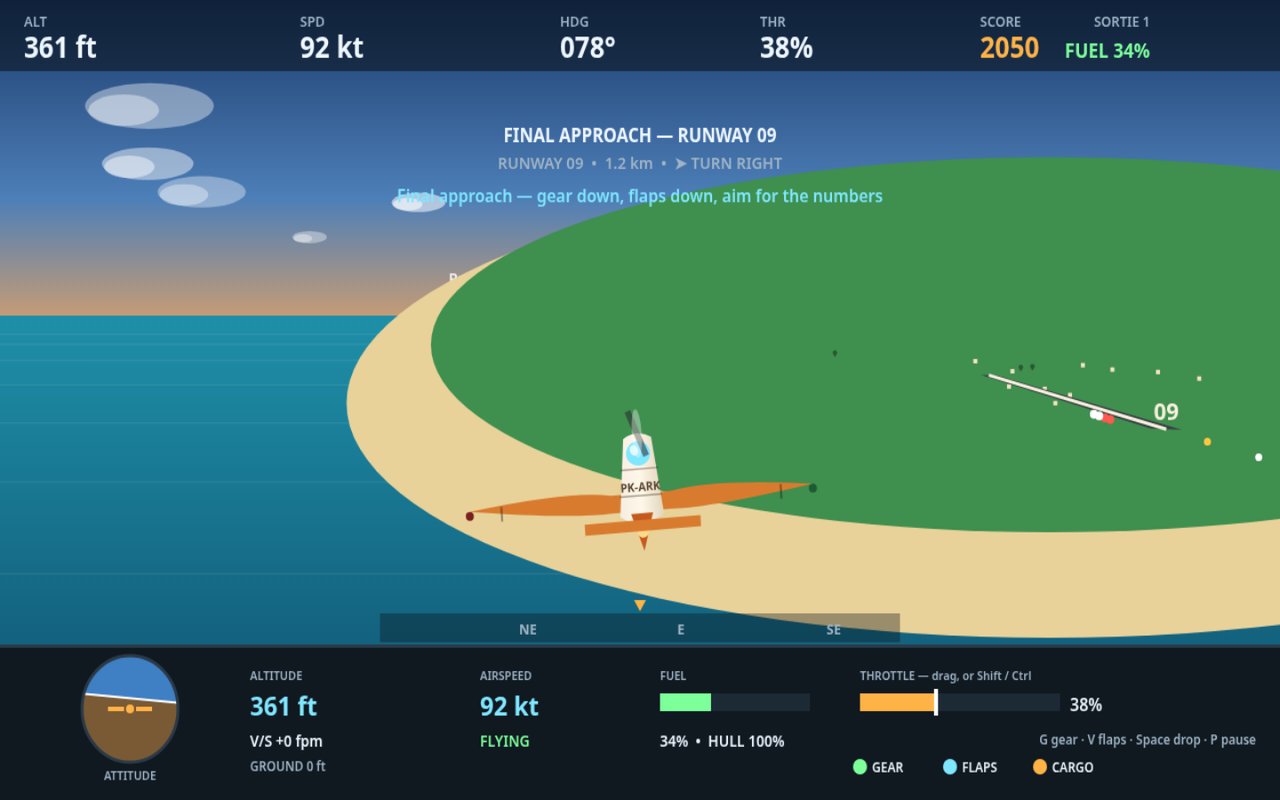 ALT
361 ft
SPD
92 kt
HDG
078°
THR
38%
SCORE
2050
SORTIE 1
FUEL 34%
FINAL APPROACH — RUNWAY 09
RUNWAY 09 • 1.2 km • ➤ TURN RIGHT
Final approach — gear down, flaps down, aim for the numbers
09
PK-ARK
NE E SE
ATTITUDE
ALTITUDE
361 ft
V/S +0 fpm
GROUND 0 ft
AIRSPEED
92 kt
FLYING
FUEL
34% • HULL 100%
THROTTLE — drag, or Shift / Ctrl
38%
G gear · V flaps · Space drop · P pause
GEAR FLAPS CARGO